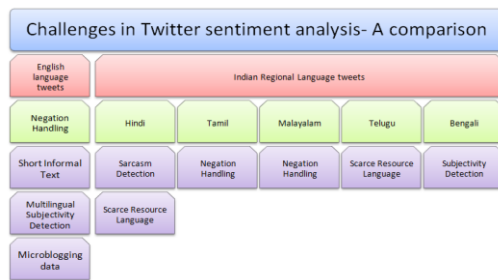 Challenges in Twitter sentiment analysis- A comparison
English
language
tweets
Indian Regional Language tweets
Negation
Handling
Hindi
Tamil
Malayalam
Telugu
Bengali
Short Informal
Text
Sarcasm
Detection
Negation
Handling
Negation
Handling
Scarce Resource
Language
Subjectivity
Detection
Multilingual
Subjectivity
Detection
Scarce Resource
Language
Microblogging
data